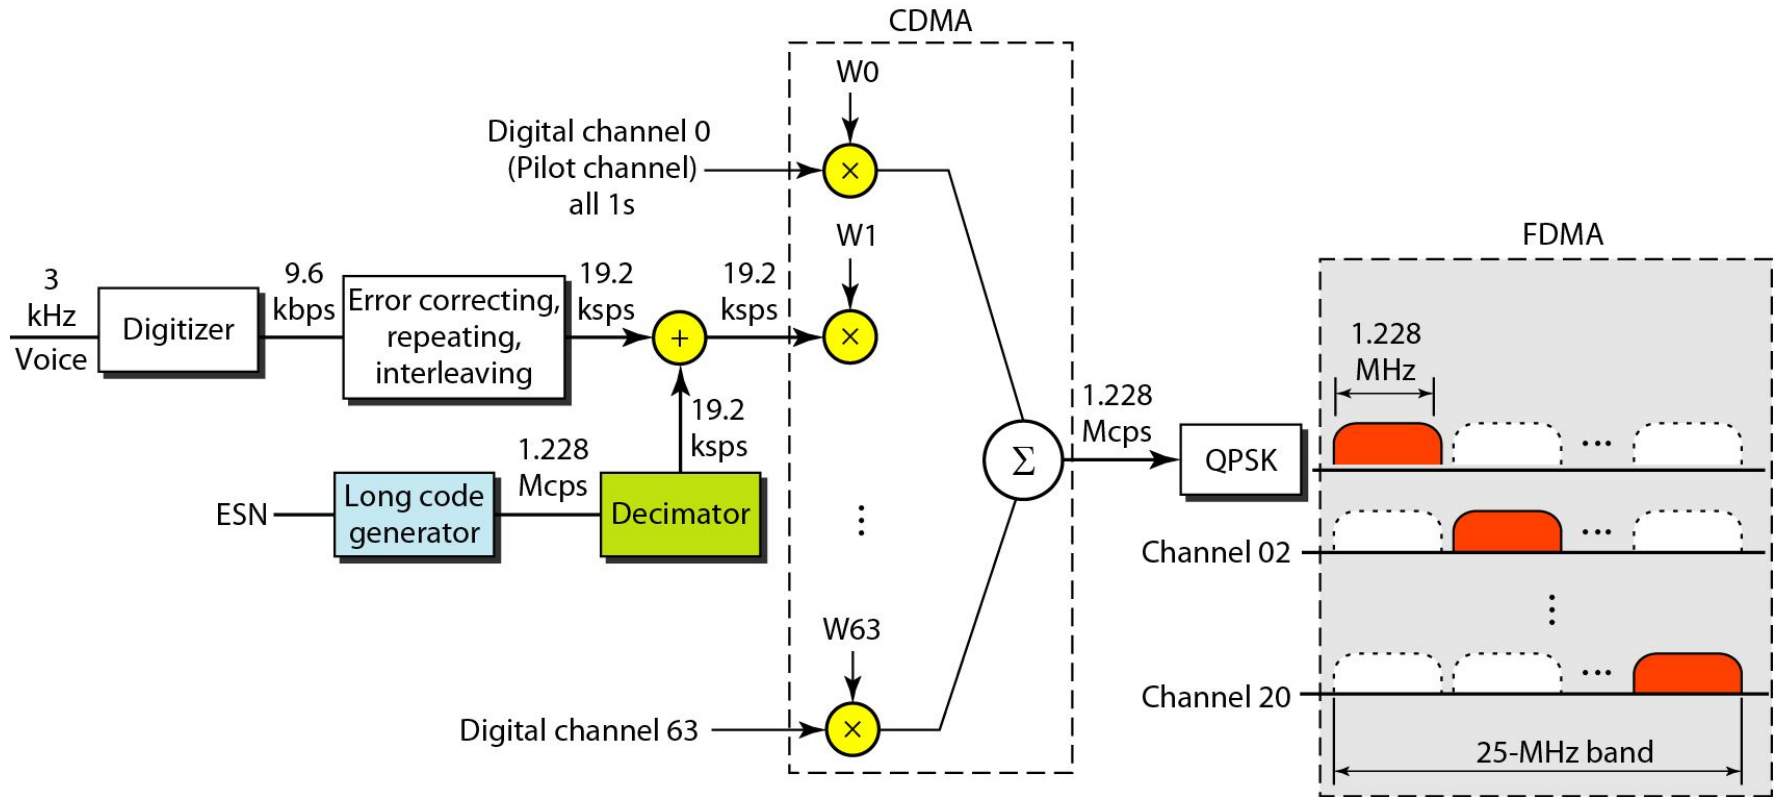 CDMA
W0
Digital channel 0
(Pilot channel)
all 1s
×
W1
FDMA
3
kHz
Voice
Digitizer
9.6
kbps
Error correcting,
repeating,
interleaving
19.2
ksps
+
19.2
ksps
×
1.228
MHz
19.2
ksps
1.228
Mcps
ESN
Long code
generator
Decimator
Σ
1.228
Mcps
QPSK
...
Channel 02
...
⋮
⋮
W63
Digital channel 63
×
Channel 20
...
25-MHz band